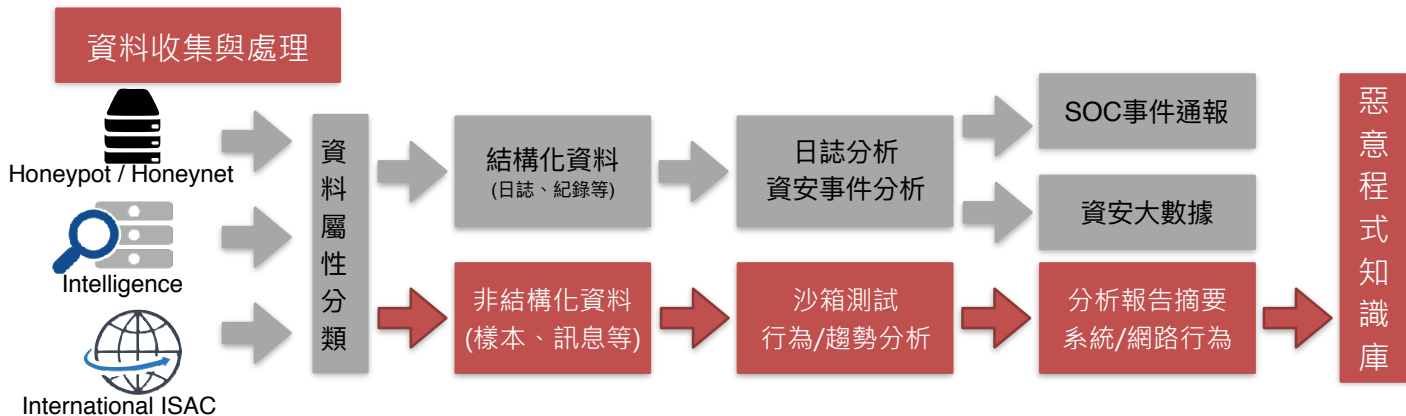 資料收集與處理
Honeypot / Honeynet
Intelligence
International ISAC
資料屬性分類
結構化資料
(日誌、紀錄等)
日誌分析
資安事件分析
SOC事件通報
資安大數據
非結構化資料
(樣本、訊息等)
沙箱測試
行為/趨勢分析
分析報告摘要
系統/網路行為
惡意程式知識庫